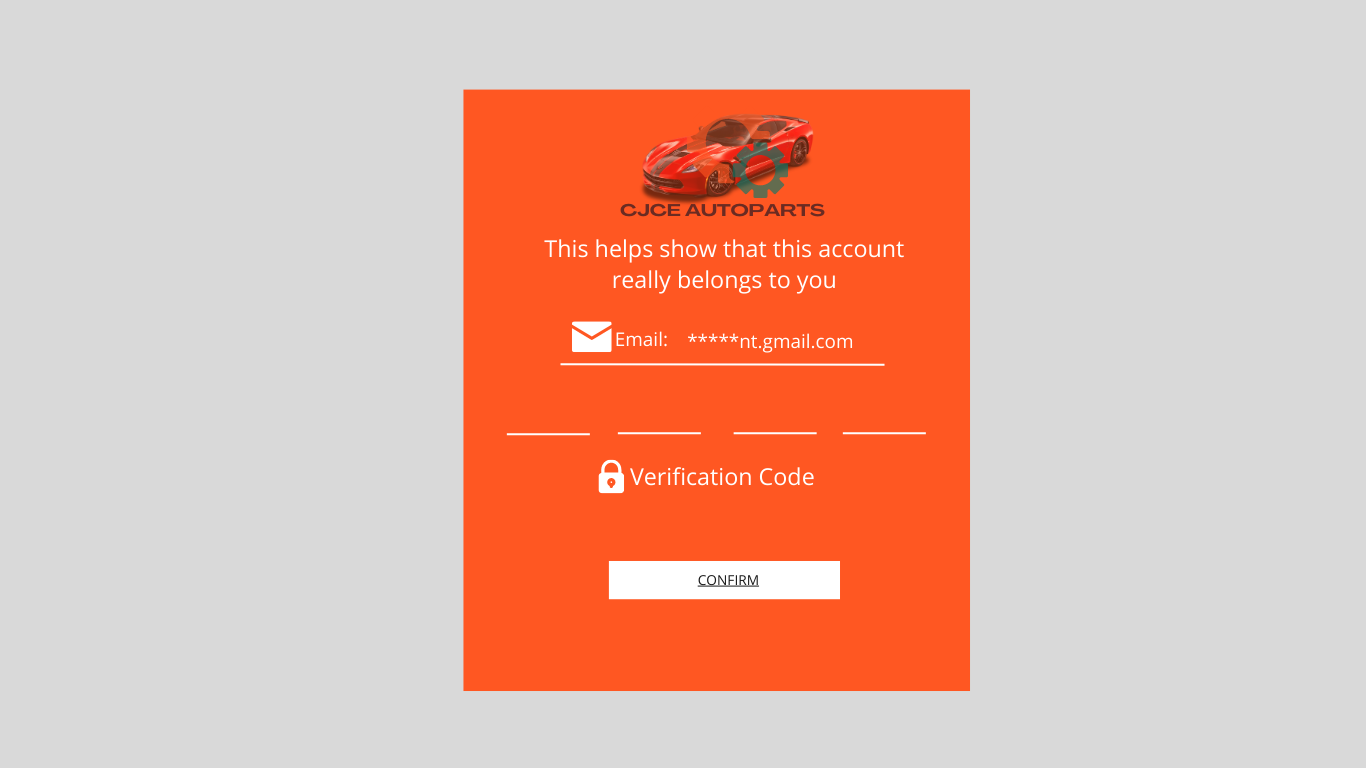 CJCE AUTOPARTS
This helps show that this account
really belongs to you
Email: *****nt.gmail.com
Verification Code
CONFIRM